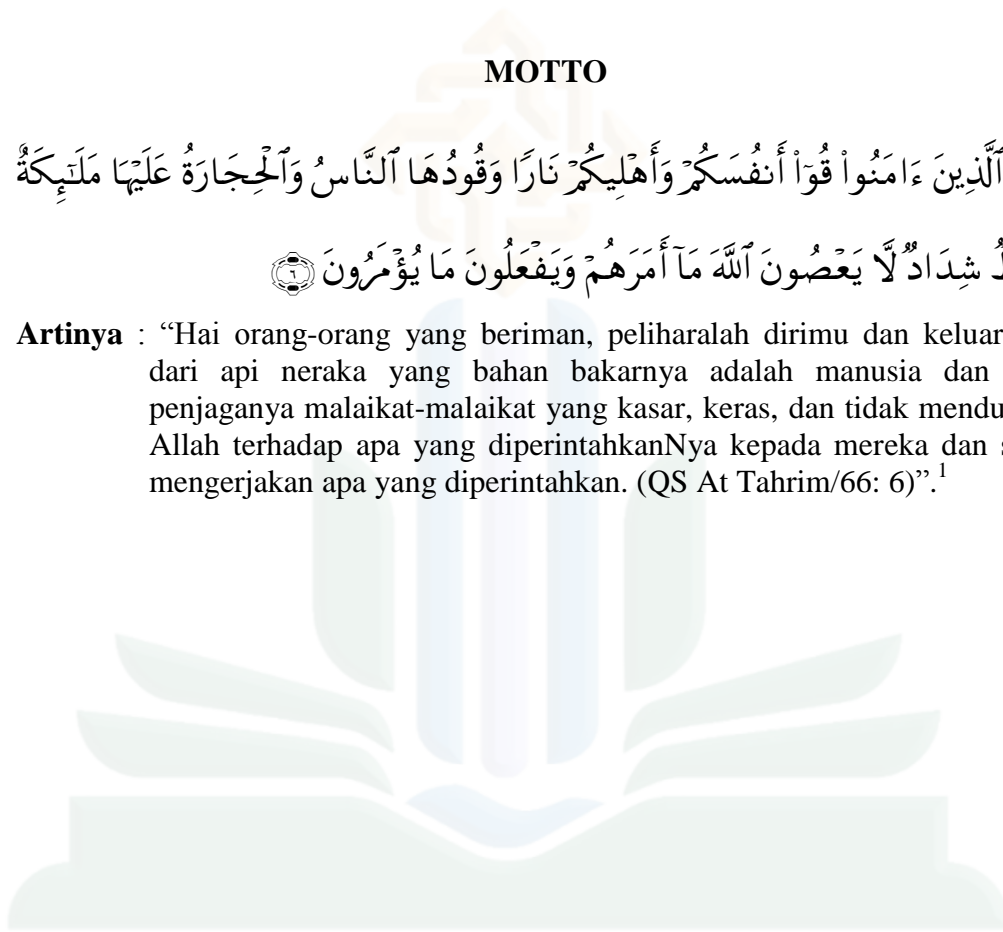 MOTTO
ٱلَّذِينَ ءَامَنُواْ قُوٓاْ أَنفُسَكُمۡ وَأَهۡلِيكُمۡ نَارٗا وَقُودُهَا ٱلنَّاسُ وَٱلۡحِجَارَةُ عَلَيۡهَا مَلَٰٓئِكَةٌ
شِدَادٞ لَّا يَعۡصُونَ ٱللَّهَ مَآ أَمَرَهُمۡ وَيَفۡعَلُونَ مَا يُؤۡمَرُونَ ٦
Artinya : “Hai orang-orang yang beriman, peliharalah dirimu dan keluar
dari api neraka yang bahan bakarnya adalah manusia dan
penjaganya malaikat-malaikat yang kasar, keras, dan tidak mendu
Allah terhadap apa yang diperintahkanNya kepada mereka dan s
mengerjakan apa yang diperintahkan. (QS At Tahrim/66: 6)”.1